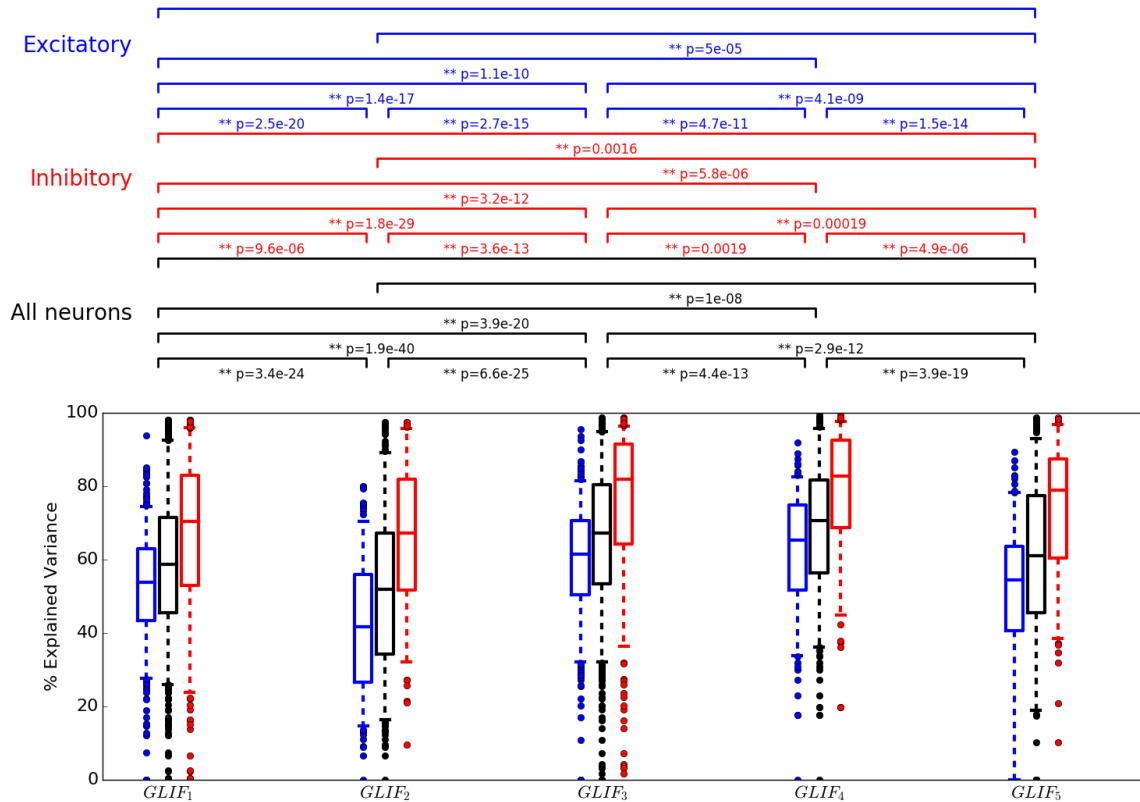 Excitatory
** p=5e-05
** p=1.1e-10
** p=1.4e-17 ** p=4.1e-09
** p=2.5e-20 ** p=2.7e-15 ** p=4.7e-11 ** p=1.5e-14
** p=0.0016
Inhibitory
** p=5.8e-06
** p=3.2e-12
** p=1.8e-29 ** p=0.00019
** p=9.6e-06 ** p=3.6e-13 ** p=0.0019 ** p=4.9e-06
All neurons
** p=1e-08
** p=3.9e-20
** p=1.9e-40 ** p=2.9e-12
** p=3.4e-24 ** p=6.6e-25 ** p=4.4e-13 ** p=3.9e-19
% Explained Variance
100
80
60
40
20
0
GLIF1 GLIF2 GLIF3 GLIF4 GLIF5